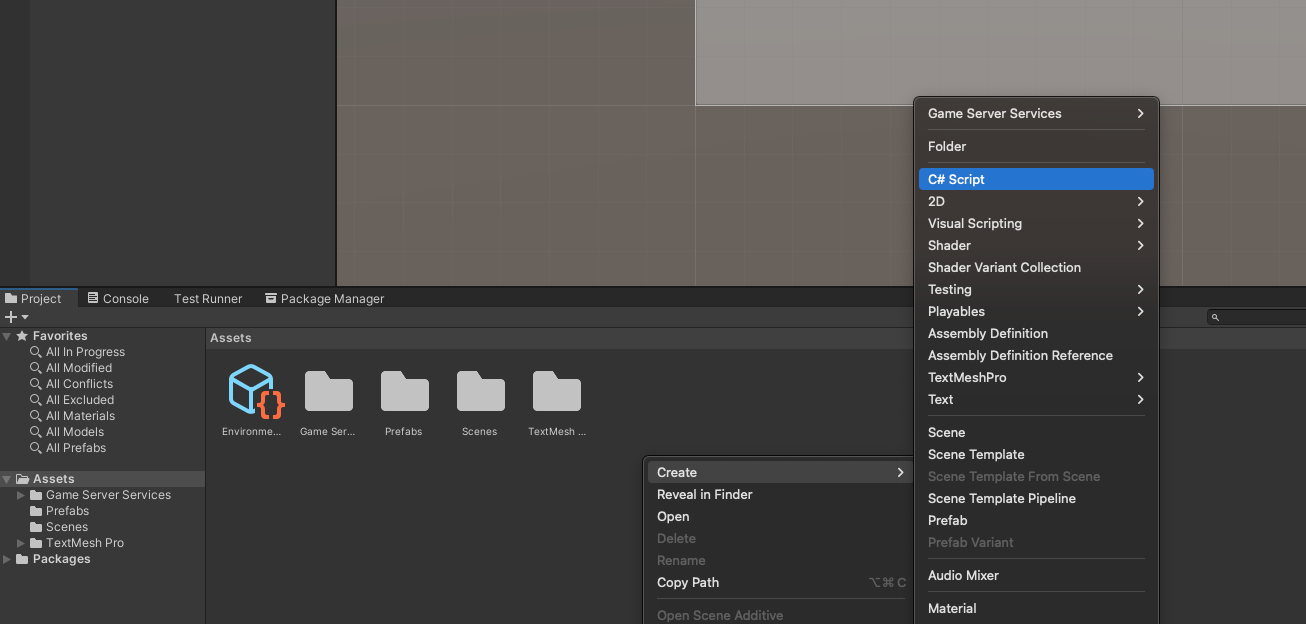 Project
Console
Test Runner
Package Manager
Favorites
All In Progress
All Modified
All Conflicts
All Excluded
All Materials
All Models
All Prefabs
Assets
Game Server Services
Prefabs
Scenes
TextMesh Pro
Packages
Assets
Environme...
Game Ser...
Prefabs
Scenes
TextMesh ...
Create
Reveal in Finder
Open
Delete
Rename
Copy Path ⌥⌘C
Open Scene Additive
Game Server Services
Folder
C# Script
2D
Visual Scripting
Shader
Shader Variant Collection
Testing
Playables
Assembly Definition
Assembly Definition Reference
TextMeshPro
Text
Scene
Scene Template
Scene Template From Scene
Scene Template Pipeline
Prefab
Prefab Variant
Audio Mixer
Material